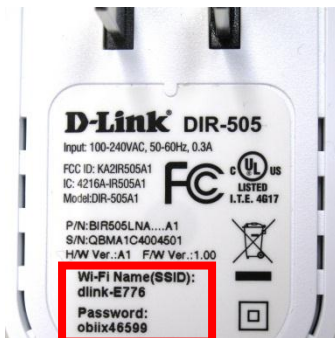 D-Link DIR-505
Input: 100-240VAC, 50-60Hz, 0.3A
FCC ID: KA2IR505A1
IC: 4216A-IR505A1
Model:DIR-505A1
FC
c UL US
LISTED
I.T.E. 4G17
P/N:BIR505LNA....A1
S/N:QBMA1C4004501
H/W Ver.:A1 F/W Ver.:1.00
Wi-Fi Name(SSID):
dlink-E776
Password:
obiix46599